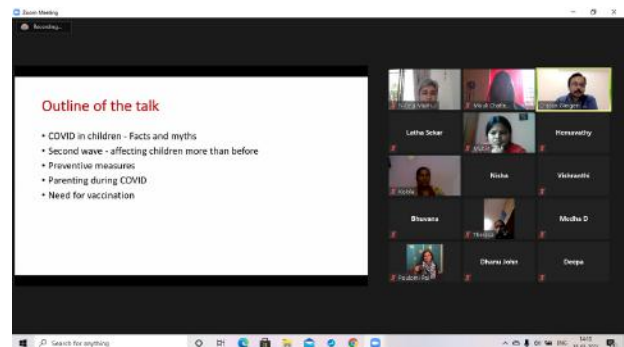 Zoom Meeting
Recording...
Outline of the talk
• COVID in children - Facts and myths
• Second wave - affecting children more than before
• Preventive measures
• Parenting during COVID
• Need for vaccination
Latha Sekar
Hemavathy
Nisha
Vishranthi
Bhuvana
Medha D
Dhanu John
Deepa
Search for anything
ENG